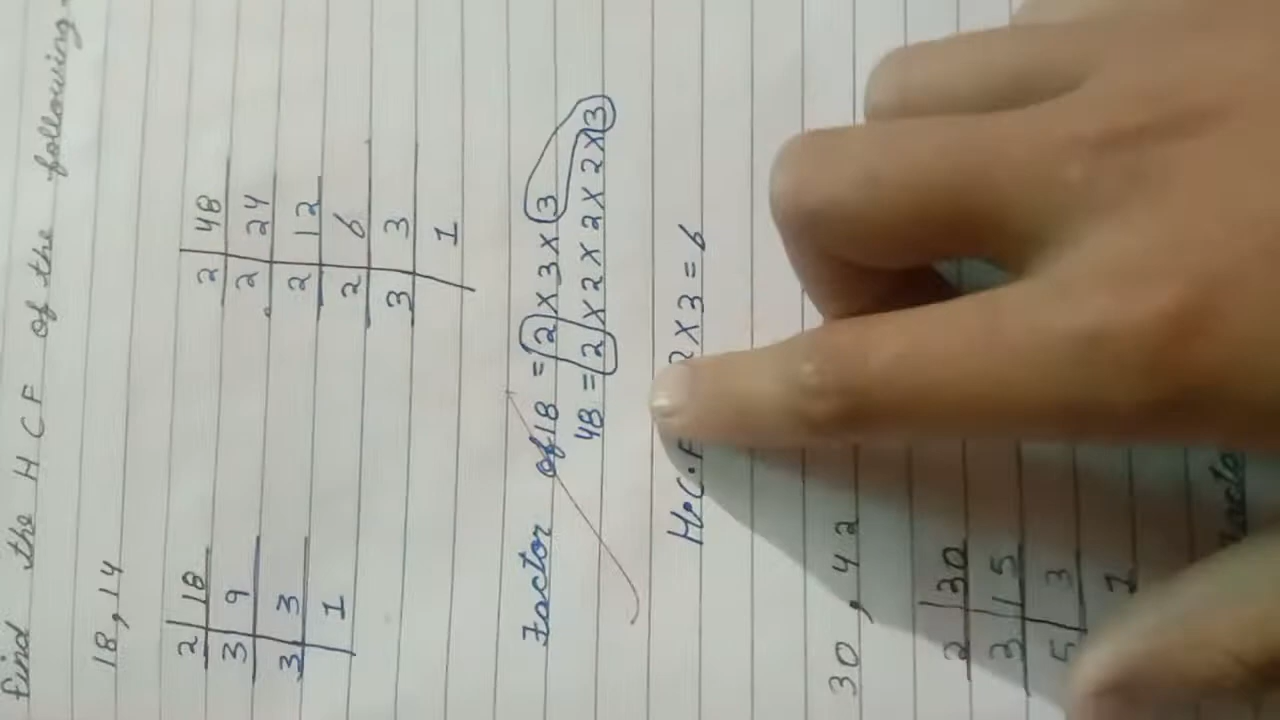 find the HCF of the following
18, 14
2 | 18
3 | 9
3 | 3
1
2 | 48
2 | 24
2 | 12
2 | 6
3 | 3
1
Factor of 18 = 2 x 3 x 3
48 = 2 x 2 x 2 x 2 x 3
H.C.F 2 x 3 = 6
30, 42
2 | 30
3 | 15
5 | 3
1